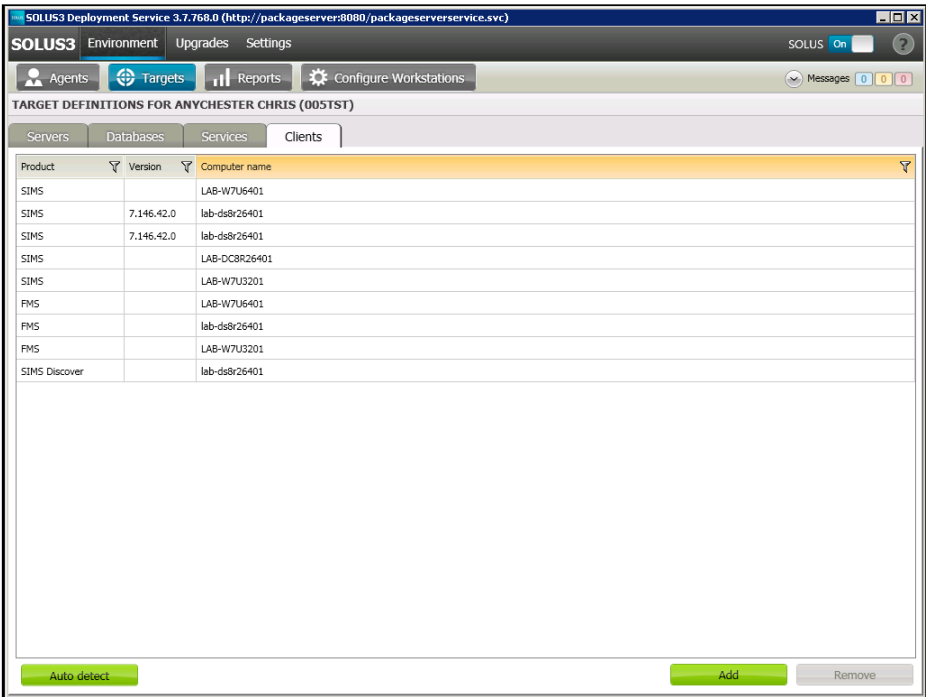 SOLUS3 Deployment Service 3.7.768.0 (http://packageserver:8080/packageserverservice.svc)
SOLUS3 Environment Upgrades Settings SOLUS On ?
Agents Targets Reports Configure Workstations Messages 0 0 0
TARGET DEFINITIONS FOR ANYCHESTER CHRIS (005TST)
Servers Databases Services Clients
Product Version Computer name
SIMS LAB-W7U6401
SIMS 7.146.42.0 lab-ds8r26401
SIMS 7.146.42.0 lab-ds8r26401
SIMS LAB-DC8R26401
SIMS LAB-W7U3201
FMS LAB-W7U6401
FMS lab-ds8r26401
FMS LAB-W7U3201
SIMS Discover lab-ds8r26401
Auto detect Add Remove